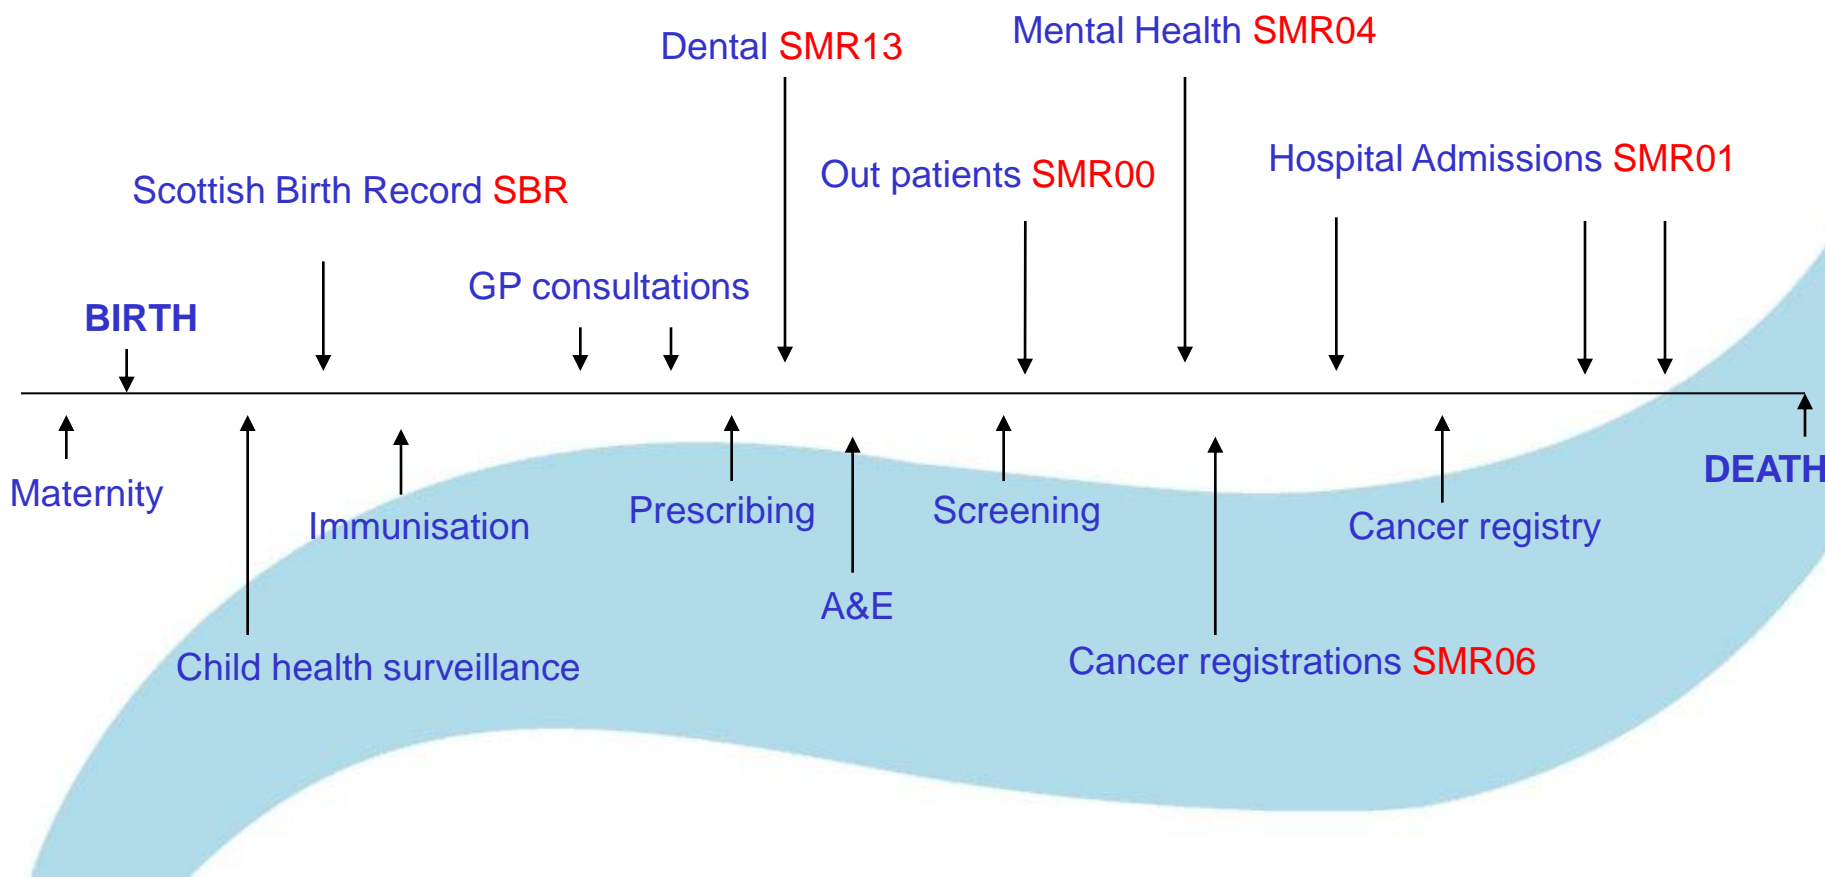 Mental Health SMR04
Dental SMR13
Hospital Admissions SMR01
Out patients SMR00
Scottish Birth Record SBR
GP consultations
BIRTH
DEATH
Maternity
Immunisation
Prescribing
Screening
Cancer registry
A&E
Child health surveillance
Cancer registrations SMR06